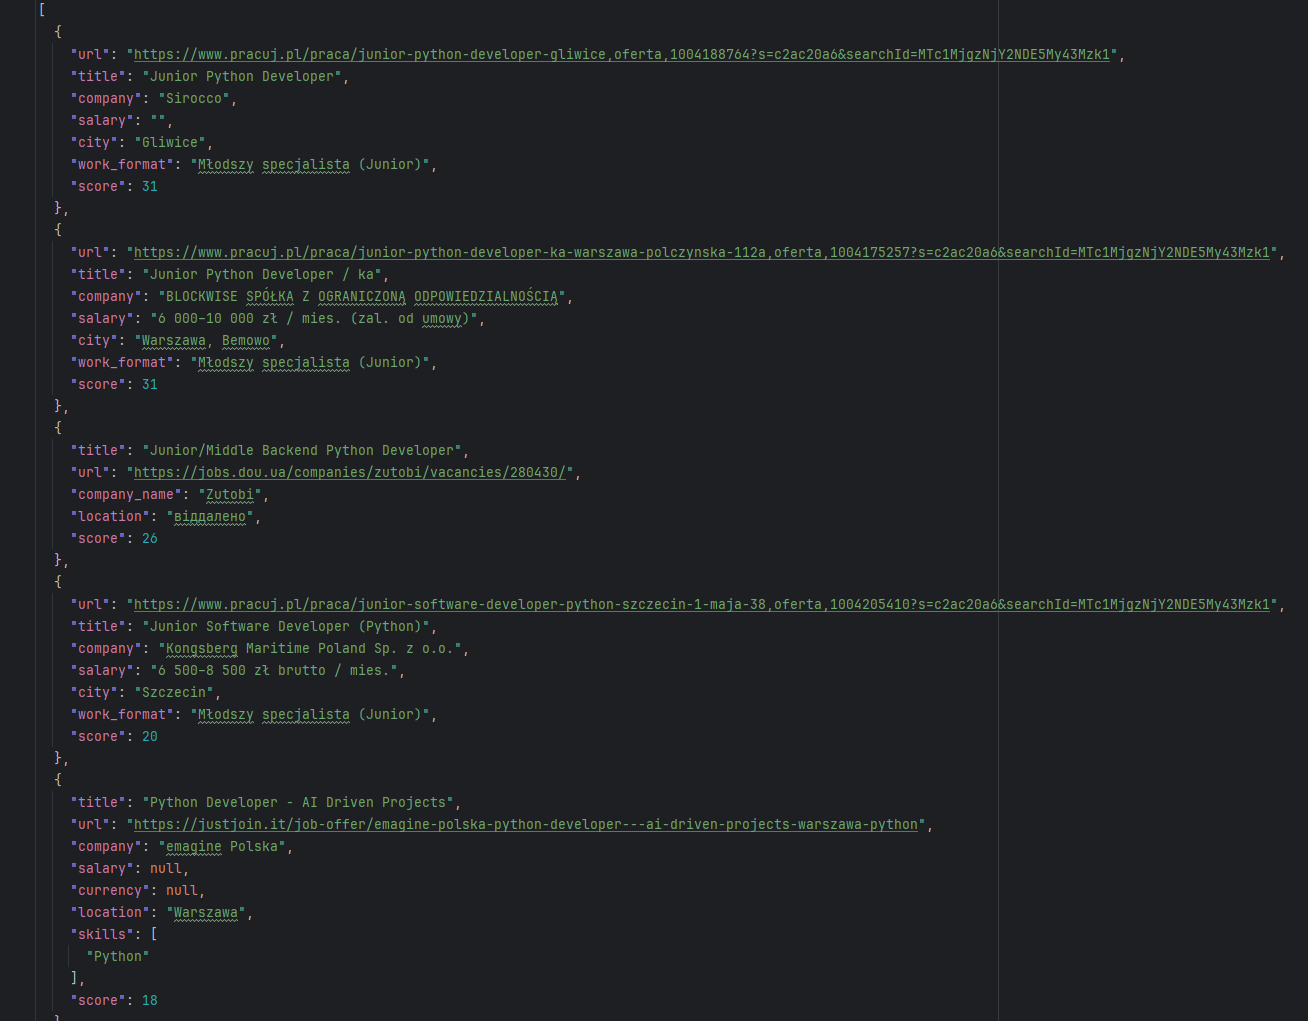 [
{
"url": "https://www.pracuj.pl/praca/junior-python-developer-gliwice,oferta,1004188764?s=c2ac20a6&searchId=MTc1MjgzNjY2NDE5My43Mzk1",
"title": "Junior Python Developer",
"company": "Sirocco",
"salary": "",
"city": "Gliwice",
"work_format": "Młodszy specjalista (Junior)",
"score": 31
},
{
"url": "https://www.pracuj.pl/praca/junior-python-developer-ka-warszawa-polczynska-112a,oferta,1004175257?s=c2ac20a6&searchId=MTc1MjgzNjY2NDE5My43Mzk1",
"title": "Junior Python Developer / ka",
"company": "BLOCKWISE SPÓŁKA Z OGRANICZONĄ ODPOWIEDZIALNOŚCIĄ",
"salary": "6 000–10 000 zł / mies. (zal. od umowy)",
"city": "Warszawa, Bemowo",
"work_format": "Młodszy specjalista (Junior)",
"score": 31
},
{
"title": "Junior/Middle Backend Python Developer",
"url": "https://jobs.dou.ua/companies/zutobi/vacancies/280430/",
"company_name": "Zutobi",
"location": "віддалено",
"score": 26
},
{
"url": "https://www.pracuj.pl/praca/junior-software-developer-python-szczecin-1-maja-38,oferta,1004205410?s=c2ac20a6&searchId=MTc1MjgzNjY2NDE5My43Mzk1",
"title": "Junior Software Developer (Python)",
"company": "Kongsberg Maritime Poland Sp. z o.o.",
"salary": "6 500–8 500 zł brutto / mies.",
"city": "Szczecin",
"work_format": "Młodszy specjalista (Junior)",
"score": 20
},
{
"title": "Python Developer - AI Driven Projects",
"url": "https://justjoin.it/job-offer/emagine-polska-python-developer---ai-driven-projects-warszawa-python",
"company": "emagine Polska",
"salary": null,
"currency": null,
"location": "Warszawa",
"skills": [
"Python"
],
"score": 18
}